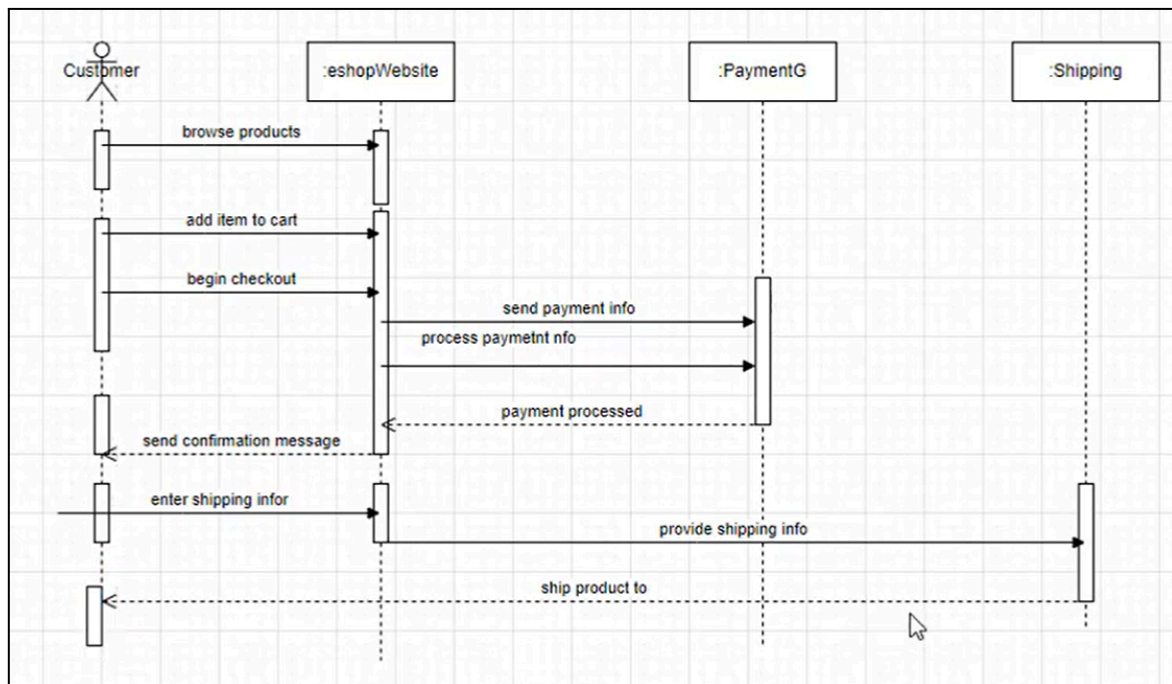 Customer
:eshopWebsite
:PaymentG
:Shipping
browse products
add item to cart
begin checkout
send payment info
process paymetnt nfo
payment processed
send confirmation message
enter shipping infor
provide shipping info
ship product to